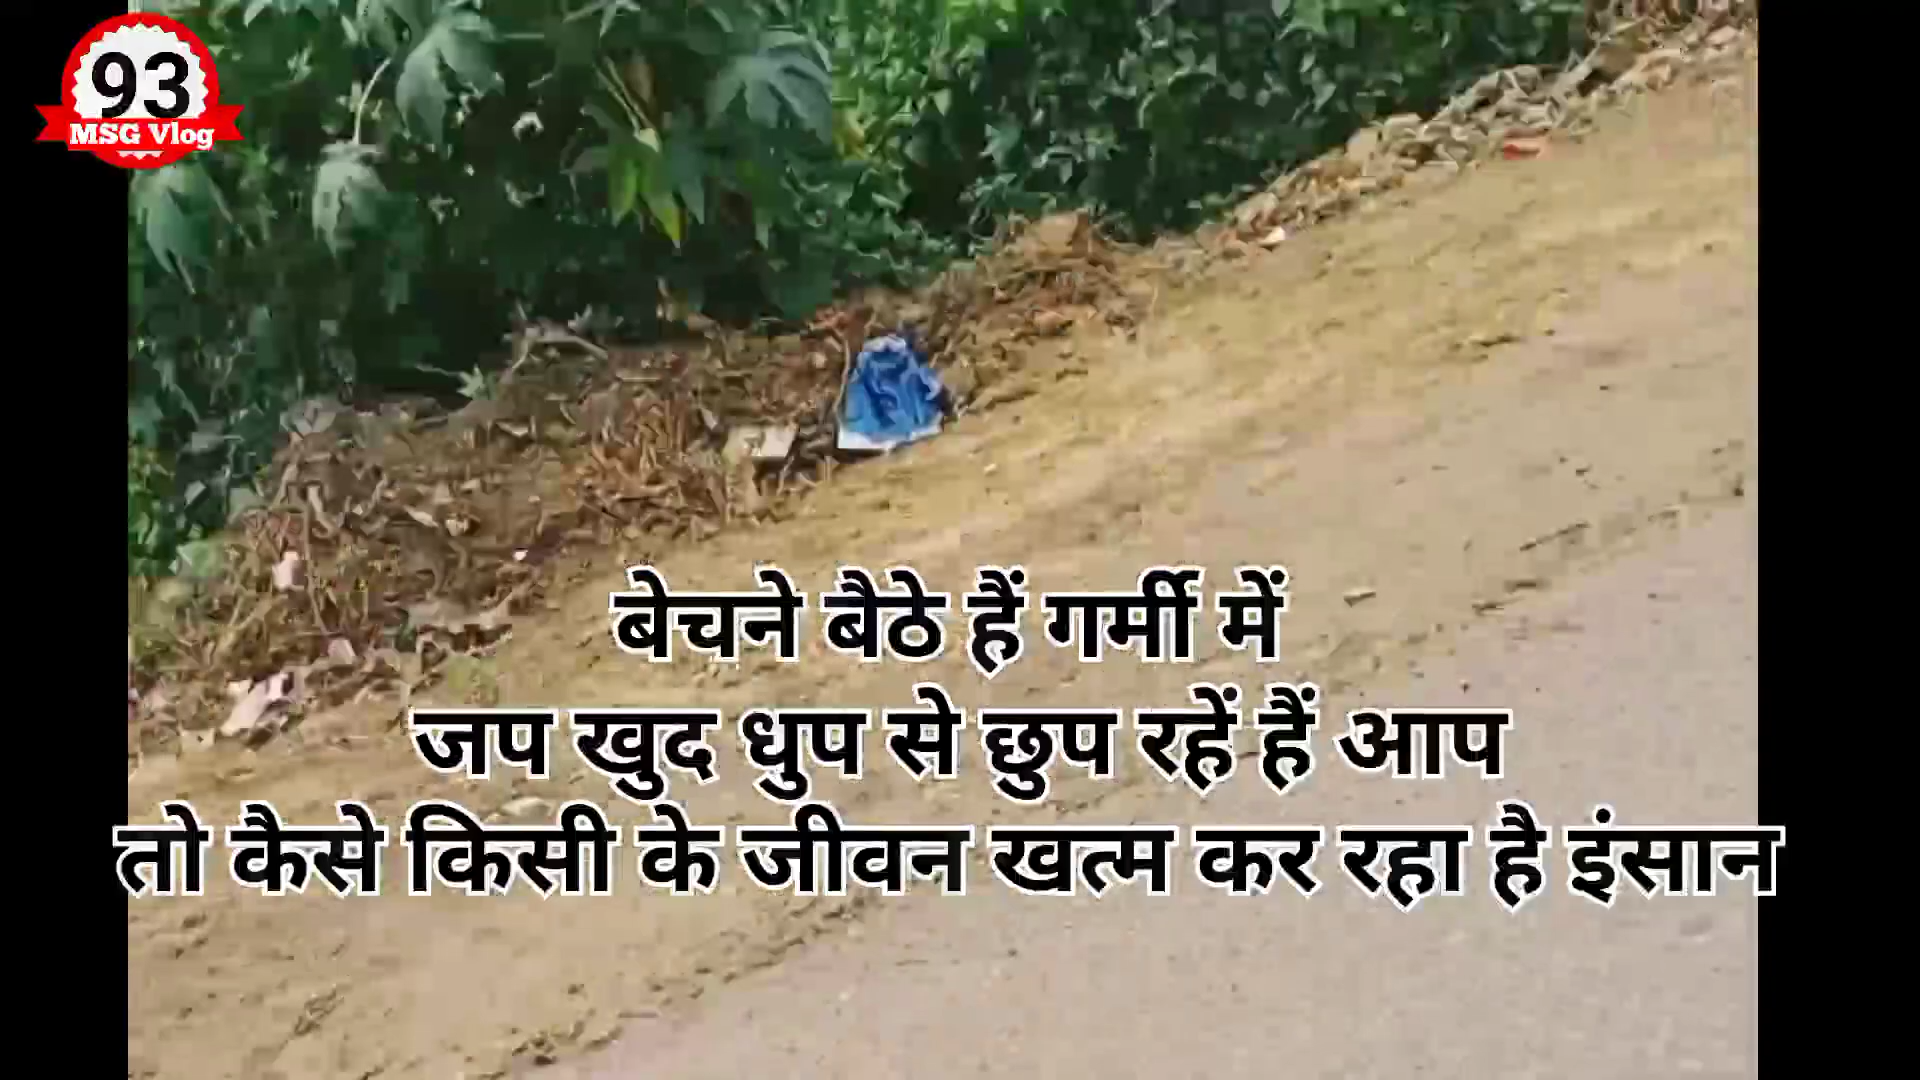 93
MSG Vlog
बेचने बैठे हैं गर्मी में
जप खुद धुप से छुप रहें हैं आप
तो कैसे किसी के जीवन खत्म कर रहा है इंसान